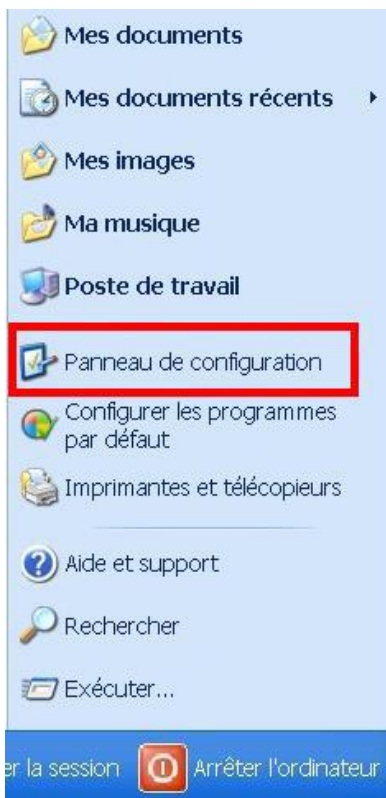 Mes documents
Mes documents récents
Mes images
Ma musique
Poste de travail
Panneau de configuration
Configurer les programmes
par défaut
Imprimantes et télécopieurs
Aide et support
Rechercher
Exécuter...
er la session Arrêter l'ordinateur